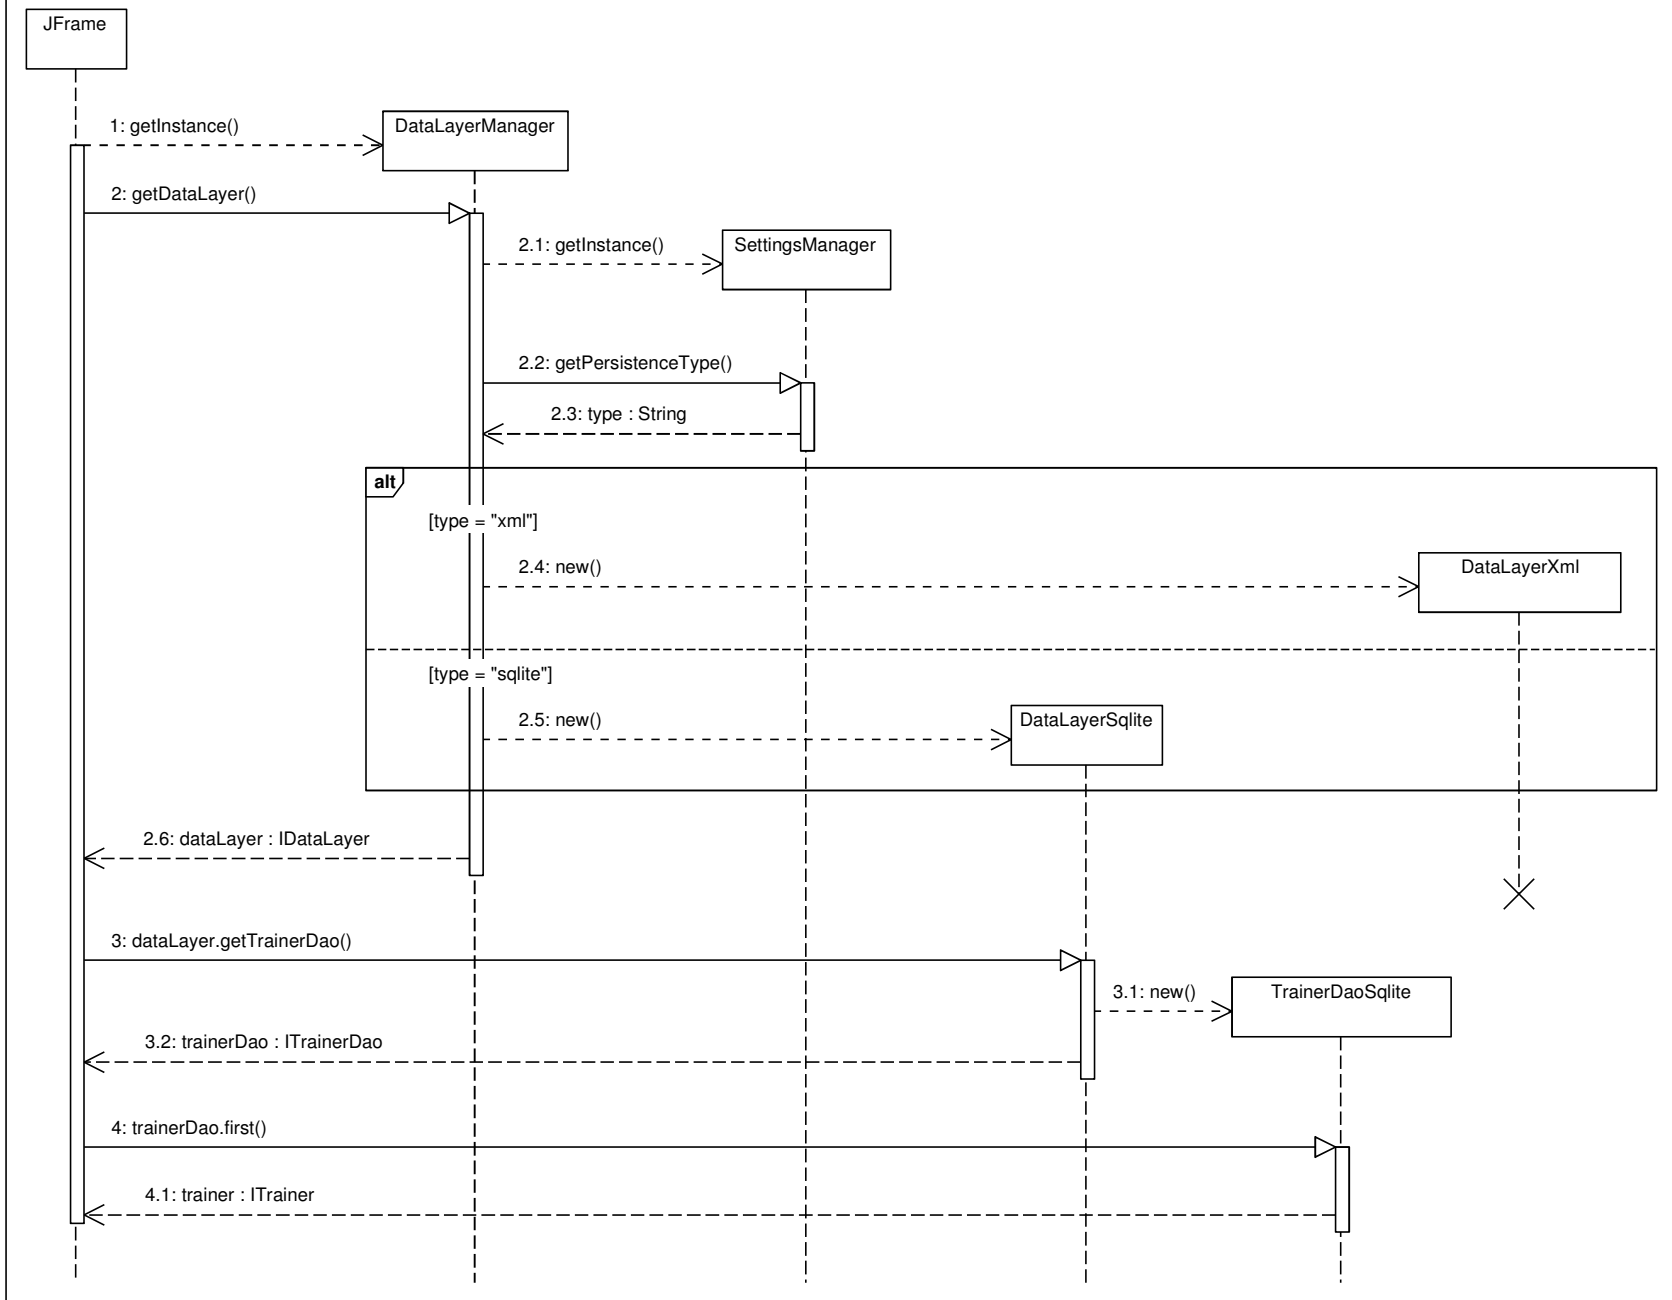 JFrame
1: getInstance()
DataLayerManager
2: getDataLayer()
2.1: getInstance()
SettingsManager
2.2: getPersistenceType()
2.3: type : String
alt
[type = "xml"]
2.4: new()
DataLayerXml
[type = "sqlite"]
2.5: new()
DataLayerSqlite
2.6: dataLayer : IDataLayer
3: dataLayer.getTrainerDao()
3.1: new()
TrainerDaoSqlite
3.2: trainerDao : ITrainerDao
4: trainerDao.first()
4.1: trainer : ITrainer